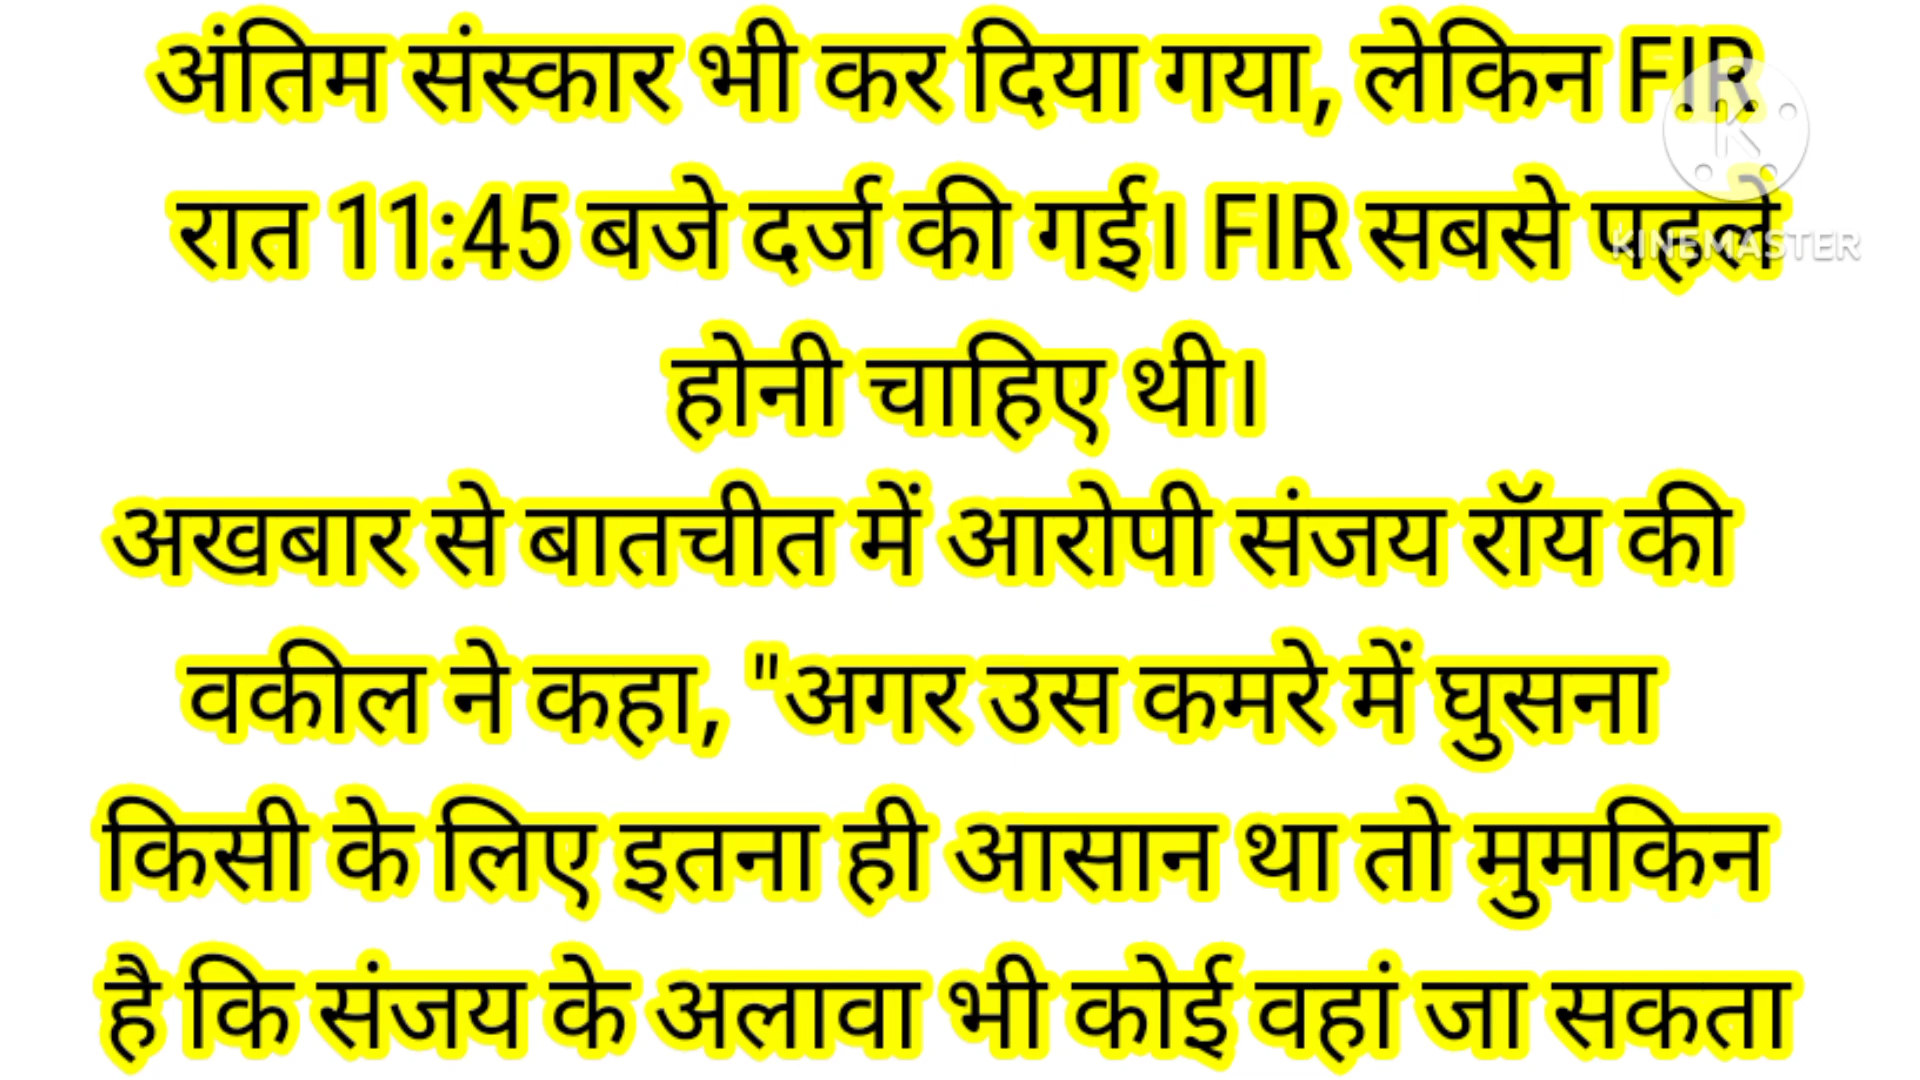 अंतिम संस्कार भी कर दिया गया, लेकिन FIR
रात 11:45 बजे दर्ज की गई। FIR सबसे पहले
होनी चाहिए थी।
अखबार से बातचीत में आरोपी संजय रॉय की
वकील ने कहा, "अगर उस कमरे में घुसना
किसी के लिए इतना ही आसान था तो मुमकिन
है कि संजय के अलावा भी कोई वहां जा सकता
K
KINEMASTER